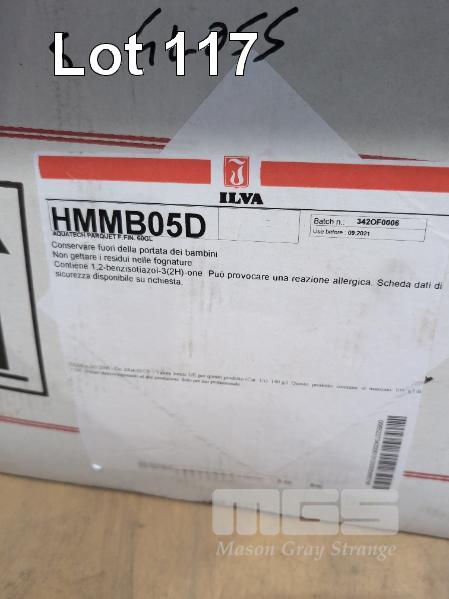 GLOSS
Lot 117
ILVA
HMMB05D
Batch n.: 342OF0006
AQUATECH PARQUET F.FIN. 60GL
Use before: 09.2021
Conservare fuori della portata dei bambini
Non gettare i residui nelle fognature
Contiene 1,2-benzisotiazol-3(2H)-one. Può provocare una reazione allergica. Scheda dati di
sicurezza disponibile su richiesta.
MGS
Mason Gray Strange